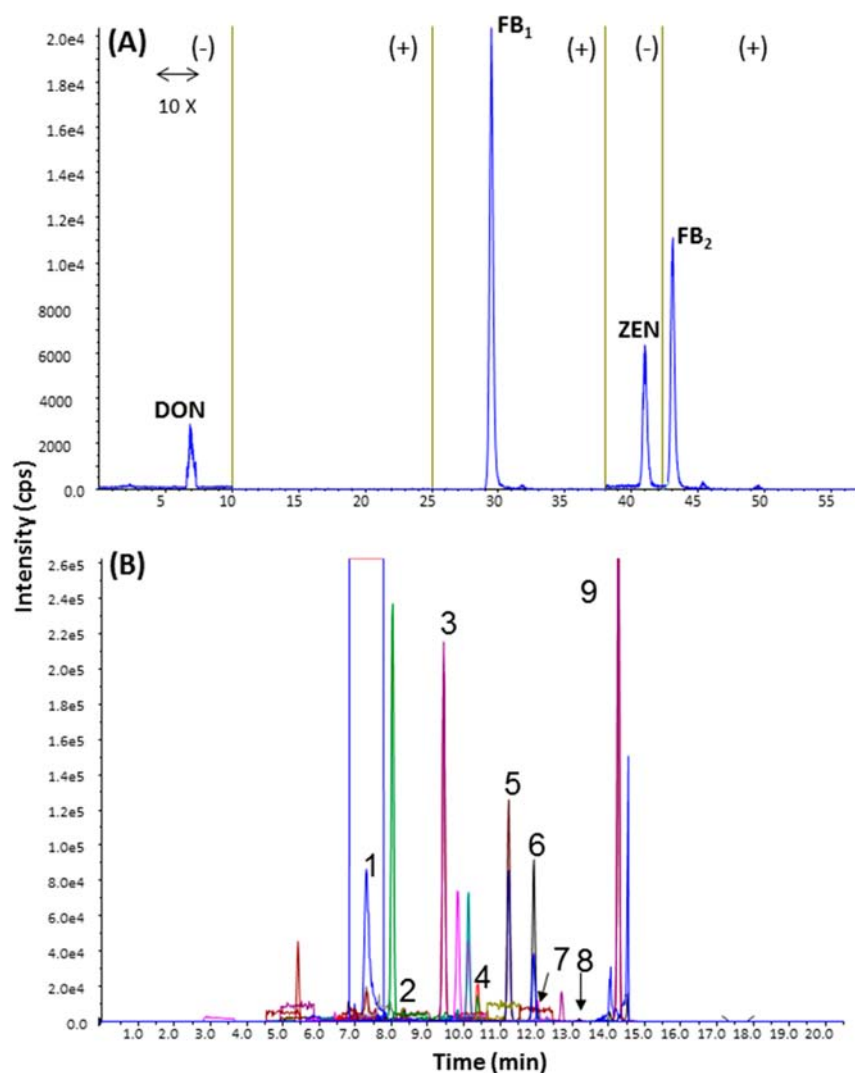 (A)
(-)
(+)
FB₁
(+)
(-)
(+)
10 X
FB₂
ZEN
DON
2.0e4
1.8e4
1.6e4
1.4e4
1.2e4
1.0e4
8000
6000
4000
2000
0.0
5 10 15 20 25 30 35 40 45 50 55
Intensity (cps)
(B)
2.6e5
2.4e5
2.2e5
2.0e5
1.8e5
1.6e5
1.4e5
1.2e5
1.0e5
8.0e4
6.0e4
4.0e4
2.0e4
0.0
1
2
3
4
5
6
7
8
9
1.0 2.0 3.0 4.0 5.0 6.0 7.0 8.0 9.0 10.0 11.0 12.0 13.0 14.0 15.0 16.0 17.0 18.0 19.0 20.0
Time (min)